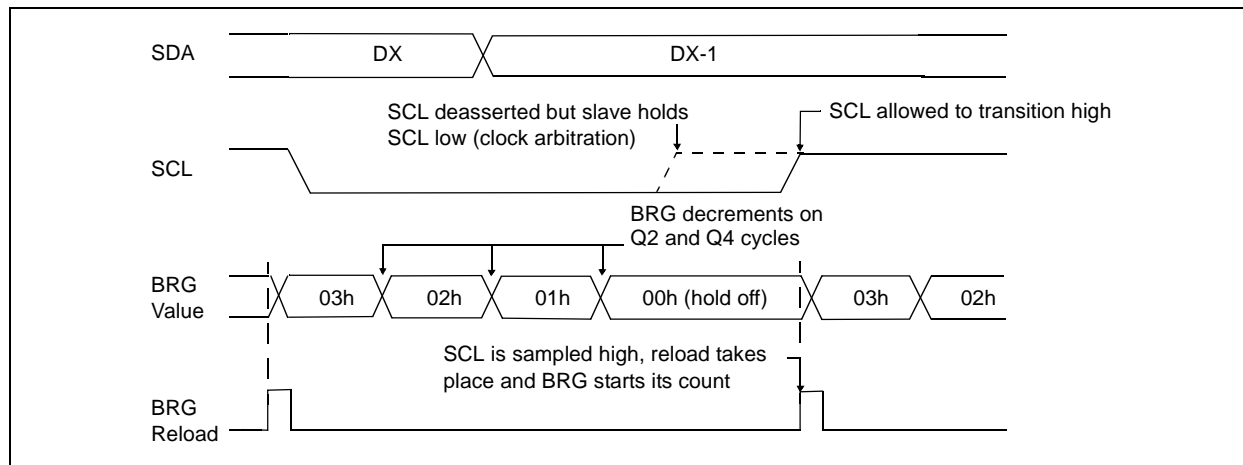 SDA
DX
DX-1
SCL deasserted but slave holds
SCL low (clock arbitration)
SCL allowed to transition high
SCL
BRG decrements on
Q2 and Q4 cycles
BRG
Value
03h
02h
01h
00h (hold off)
03h
02h
SCL is sampled high, reload takes
place and BRG starts its count
BRG
Reload